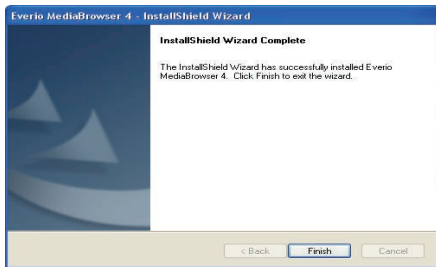 Everio MediaBrowser 4 - InstallShield Wizard
InstallShield Wizard Complete
The InstallShield Wizard has successfully installed Everio
MediaBrowser 4. Click Finish to exit the wizard.
< Back Finish Cancel